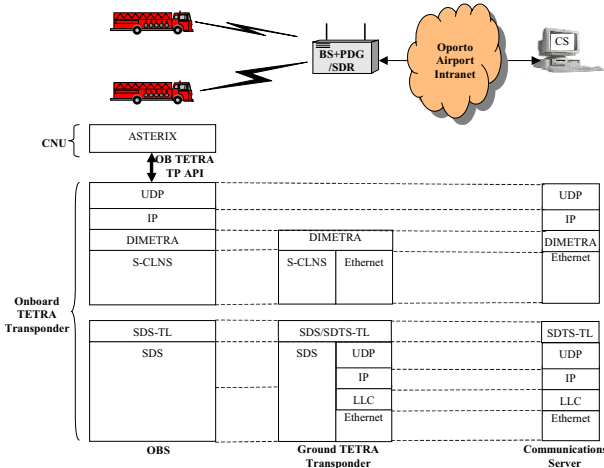 BS+PDG
/SDR
Oporto
Airport
Intranet
CS
CNU
ASTERIX
OB TETRA
TP API
UDP
UDP
IP
IP
DIMETRA
DIMETRA
DIMETRA
S-CLNS
S-CLNS
Ethernet
Ethernet
Onboard
TETRA
Transponder
SDS-TL
SDS/SDTS-TL
SDTS-TL
SDS
SDS
UDP
UDP
IP
IP
LLC
LLC
Ethernet
Ethernet
OBS
Ground TETRA
Transponder
Communications
Server